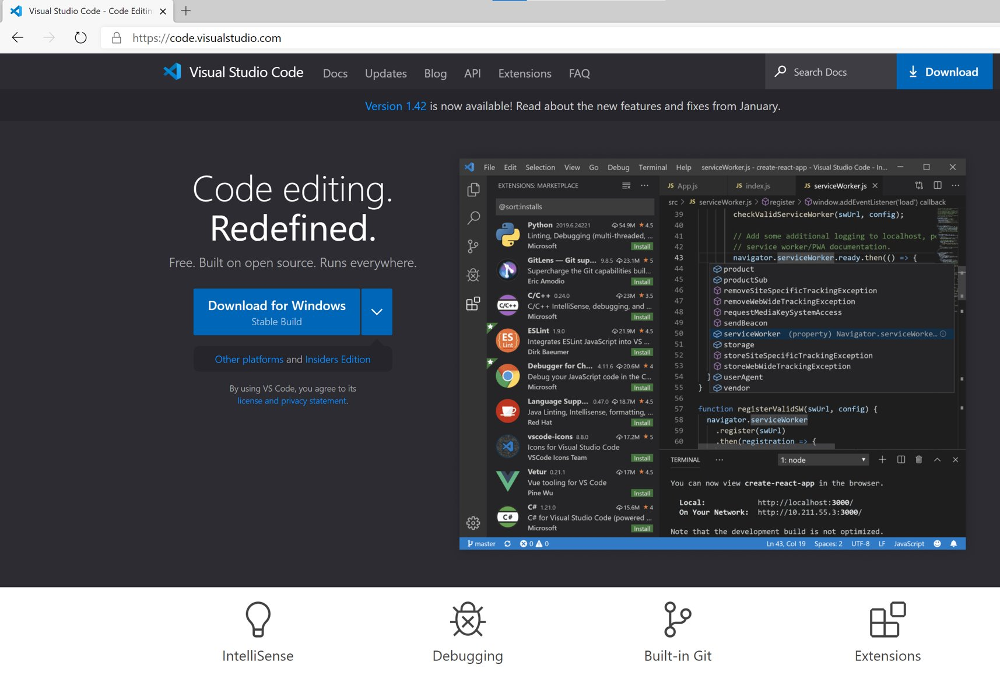 Visual Studio Code - Code Editin
https://code.visualstudio.com
Visual Studio Code Docs Updates Blog API Extensions FAQ Search Docs Download
Version 1.42 is now available! Read about the new features and fixes from January.
Code editing.
Redefined.
Free. Built on open source. Runs everywhere.
Download for Windows
Stable Build
Other platforms and Insiders Edition
By using VS Code, you agree to its
license and privacy statement.
File Edit Selection View Go Debug Terminal Help serviceWorker.js - create-react-app - Visual Studio Code - In...
EXTENSIONS: MARKETPLACE
@sort:installs
Python 2019.6.24221 54.9M 4.5
Linting, Debugging (multi-threaded, ...
Microsoft Install
GitLens — Git sup... 9.8.5 23.1M 5
Supercharge the Git capabilities buil...
Eric Amodio Install
C/C++
C/C++ 0.24.0 23M 3.5
C/C++ IntelliSense, debugging, and ...
Microsoft Install
ES
Lint
ESLint 1.9.0 21.9M 4.5
Integrates ESLint JavaScript into VS ...
Dirk Baeumer Install
Debugger for Ch... 4.11.6 20.6M 4
Debug your JavaScript code in the C...
Microsoft Install
Language Supp... 0.47.0 18.7M 4.5
Java Linting, Intellisense, formatting, ...
Red Hat Install
vscode-icons 8.8.0 17.2M 5
Icons for Visual Studio Code
VSCode Icons Team Install
Vetur 0.21.1 17M 4.5
Vue tooling for VS Code
Pine Wu Install
C#
C# 1.21.0 15.6M 4
C# for Visual Studio Code (powered ...
Microsoft Install
JS App.js JS index.js JS serviceWorker.js
src > JS serviceWorker.js > register > window.addEventListener('load') callback
39 checkValidServiceWorker(swUrl, config);
40
41 // Add some additional logging to localhost, p
42 // service worker/PWA documentation.
43 navigator.serviceWorker.ready.then(() => {
44 product
45 productSub
46 removeSiteSpecificTrackingException
47 removeWebWideTrackingException
48 requestMediaKeySystemAccess
49 sendBeacon
50 serviceWorker (property) Navigator.serviceWorke...
51 storage
52 storeSiteSpecificTrackingException
53 storeWebWideTrackingException
54 } userAgent
55 } vendor
56
57 function registerValidSW(swUrl, config) {
58 navigator.serviceWorker
59 .register(swUrl)
60 .then(registration => {
TERMINAL ... 1: node
You can now view create-react-app in the browser.
Local: http://localhost:3000/
On Your Network: http://10.211.55.3:3000/
Note that the development build is not optimized.
master 0 0 Ln 43, Col 19 Spaces: 2 UTF-8 LF JavaScript
IntelliSense Debugging Built-in Git Extensions